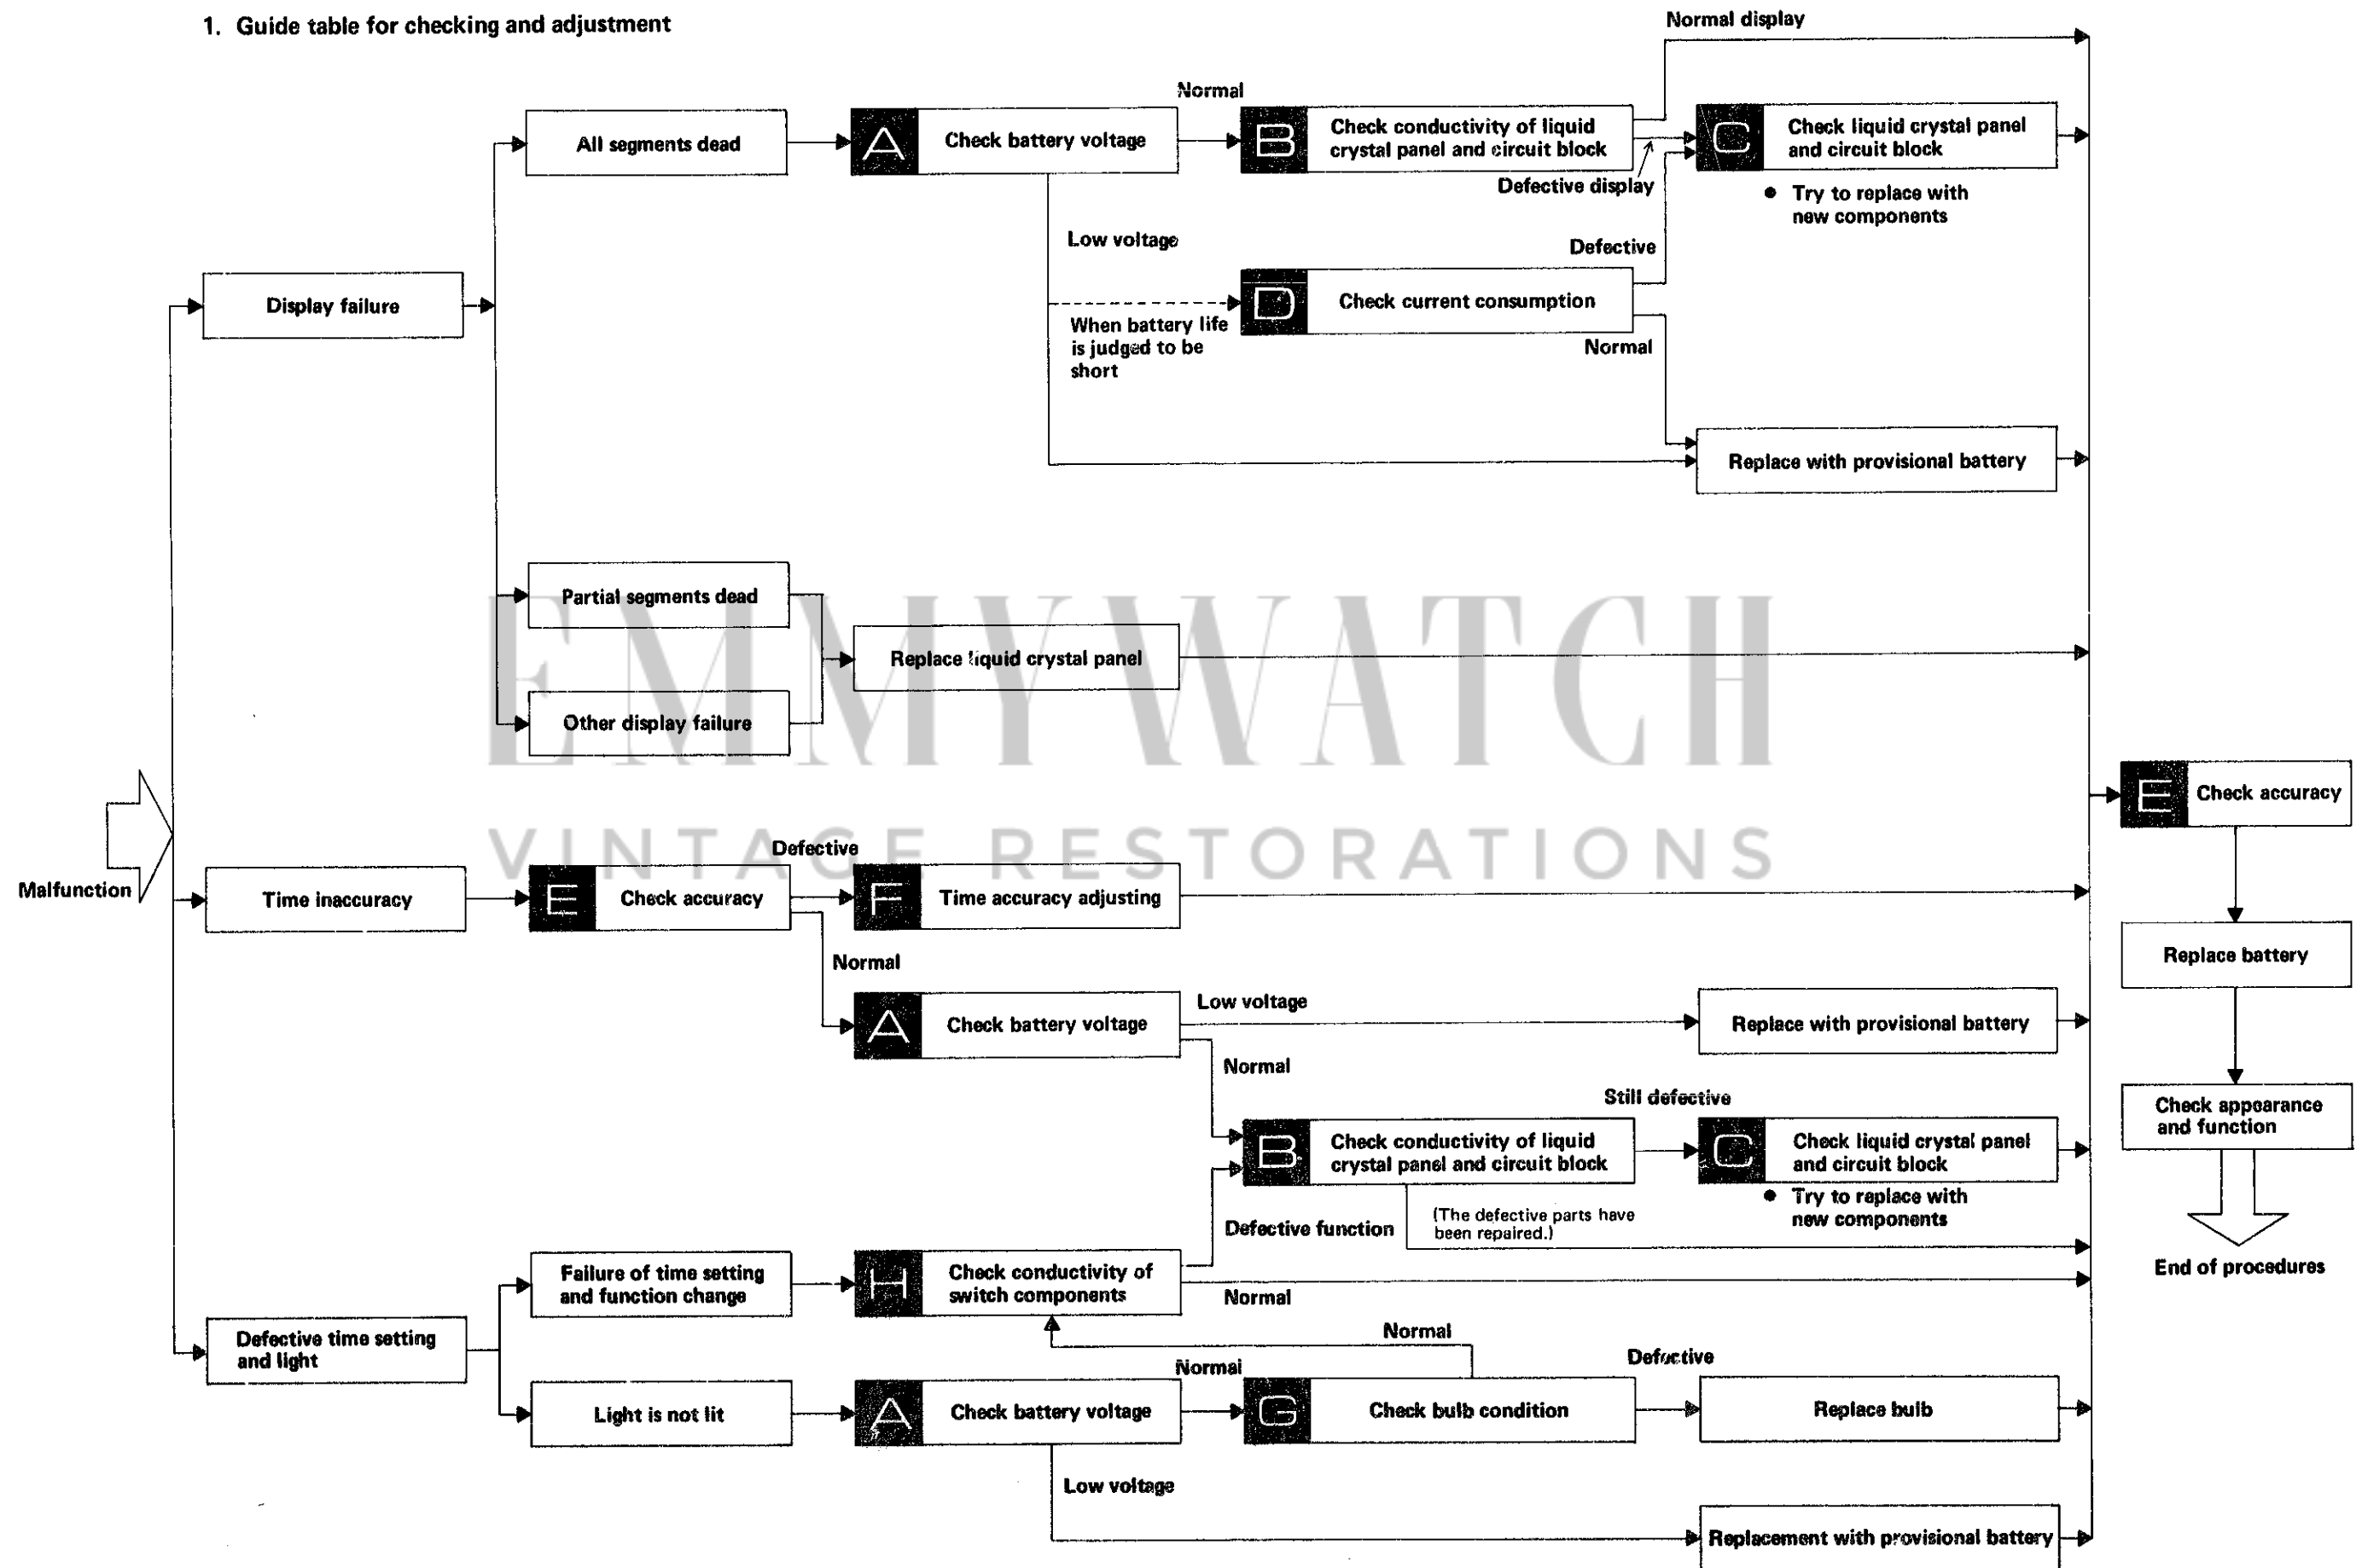 1. Guide table for checking and adjustment
Normal display
All segments dead
A
Check battery voltage
Normal
B
Check conductivity of liquid
crystal panel and circuit block
Defective display
C
Check liquid crystal panel
and circuit block
● Try to replace with
new components
Low voltage
Defective
Display failure
D
Check current consumption
When battery life
is judged to be
short
Normal
Replace with provisional battery
Partial segments dead
Replace liquid crystal panel
Other display failure
EMMYWATCH
VINTAGE RESTORATIONS
Malfunction
Time inaccuracy
E
Check accuracy
Defective
F
Time accuracy adjusting
Normal
A
Check battery voltage
Low voltage
Replace with provisional battery
Normal
B
Check conductivity of liquid
crystal panel and circuit block
Still defective
C
Check liquid crystal panel
and circuit block
● Try to replace with
new components
(The defective parts have
been repaired.)
Defective function
Failure of time setting
and function change
H
Check conductivity of
switch components
Normal
Defective time setting
and light
Normal
Light is not lit
A
Check battery voltage
Normal
G
Check bulb condition
Defective
Replace bulb
Low voltage
Replacement with provisional battery
E
Check accuracy
Replace battery
Check appearance
and function
End of procedures